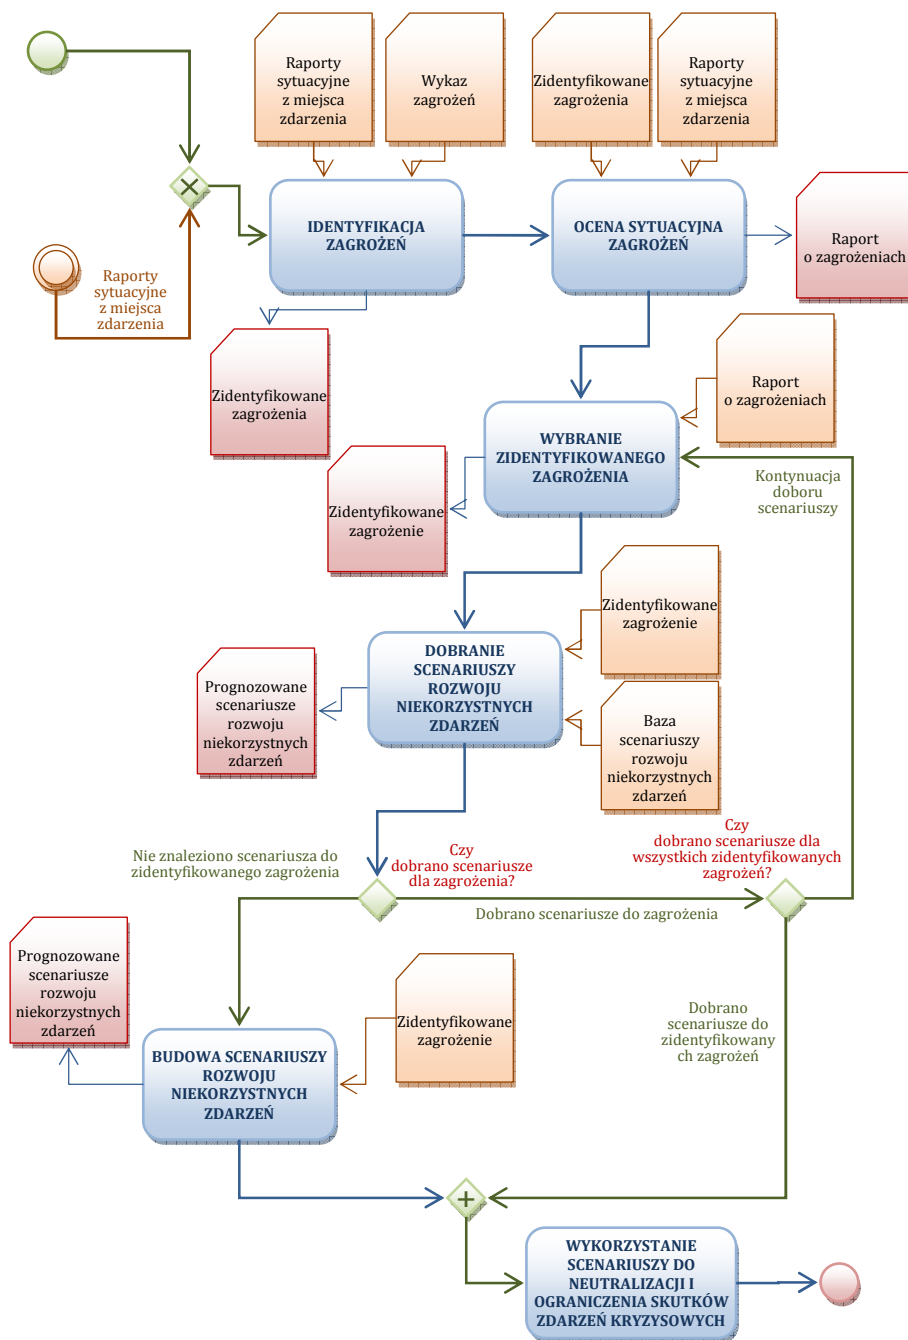 Raporty
sytuacyjne
z miejsca
zdarzenia
Wykaz
zagrożeń
Zidentyfikowane
zagrożenia
Raporty
sytuacyjne
z miejsca
zdarzenia
IDENTYFIKACJA
ZAGROŻEŃ
OCENA SYTUACYJNA
ZAGROŻEŃ
Raport
o zagrożeniach
Raporty
sytuacyjne
z miejsca
zdarzenia
Zidentyfikowane
zagrożenia
Raport
o zagrożeniach
WYBRANIE
ZIDENTYFIKOWANEGO
ZAGROŻENIA
Kontynuacja
doboru
scenariuszy
Zidentyfikowane
zagrożenie
Zidentyfikowane
zagrożenie
DOBRANIE
SCENARIUSZY
ROZWOJU
NIEKORZYSTNYCH
ZDARZEŃ
Prognozowane
scenariusze
rozwoju
niekorzystnych
zdarzeń
Baza
scenariuszy
rozwoju
niekorzystnych
zdarzeń
Nie znaleziono scenariusza do
zidentyfikowanego zagrożenia
Czy
dobrano scenariusze
dla zagrożenia?
Czy
dobrano scenariusze dla
wszystkich zidentyfikowanych
zagrożeń?
Dobrano scenariusze do zagrożenia
Prognozowane
scenariusze
rozwoju
niekorzystnych
zdarzeń
Zidentyfikowane
zagrożenie
Dobrano
scenariusze do
zidentyfikowany
ch zagrożeń
BUDOWA SCENARIUSZY
ROZWOJU
NIEKORZYSTNYCH
ZDARZEŃ
WYKORZYSTANIE
SCENARIUSZY DO
NEUTRALIZACJI I
OGRANICZENIA SKUTKÓW
ZDARZEŃ KRYZYSOWYCH